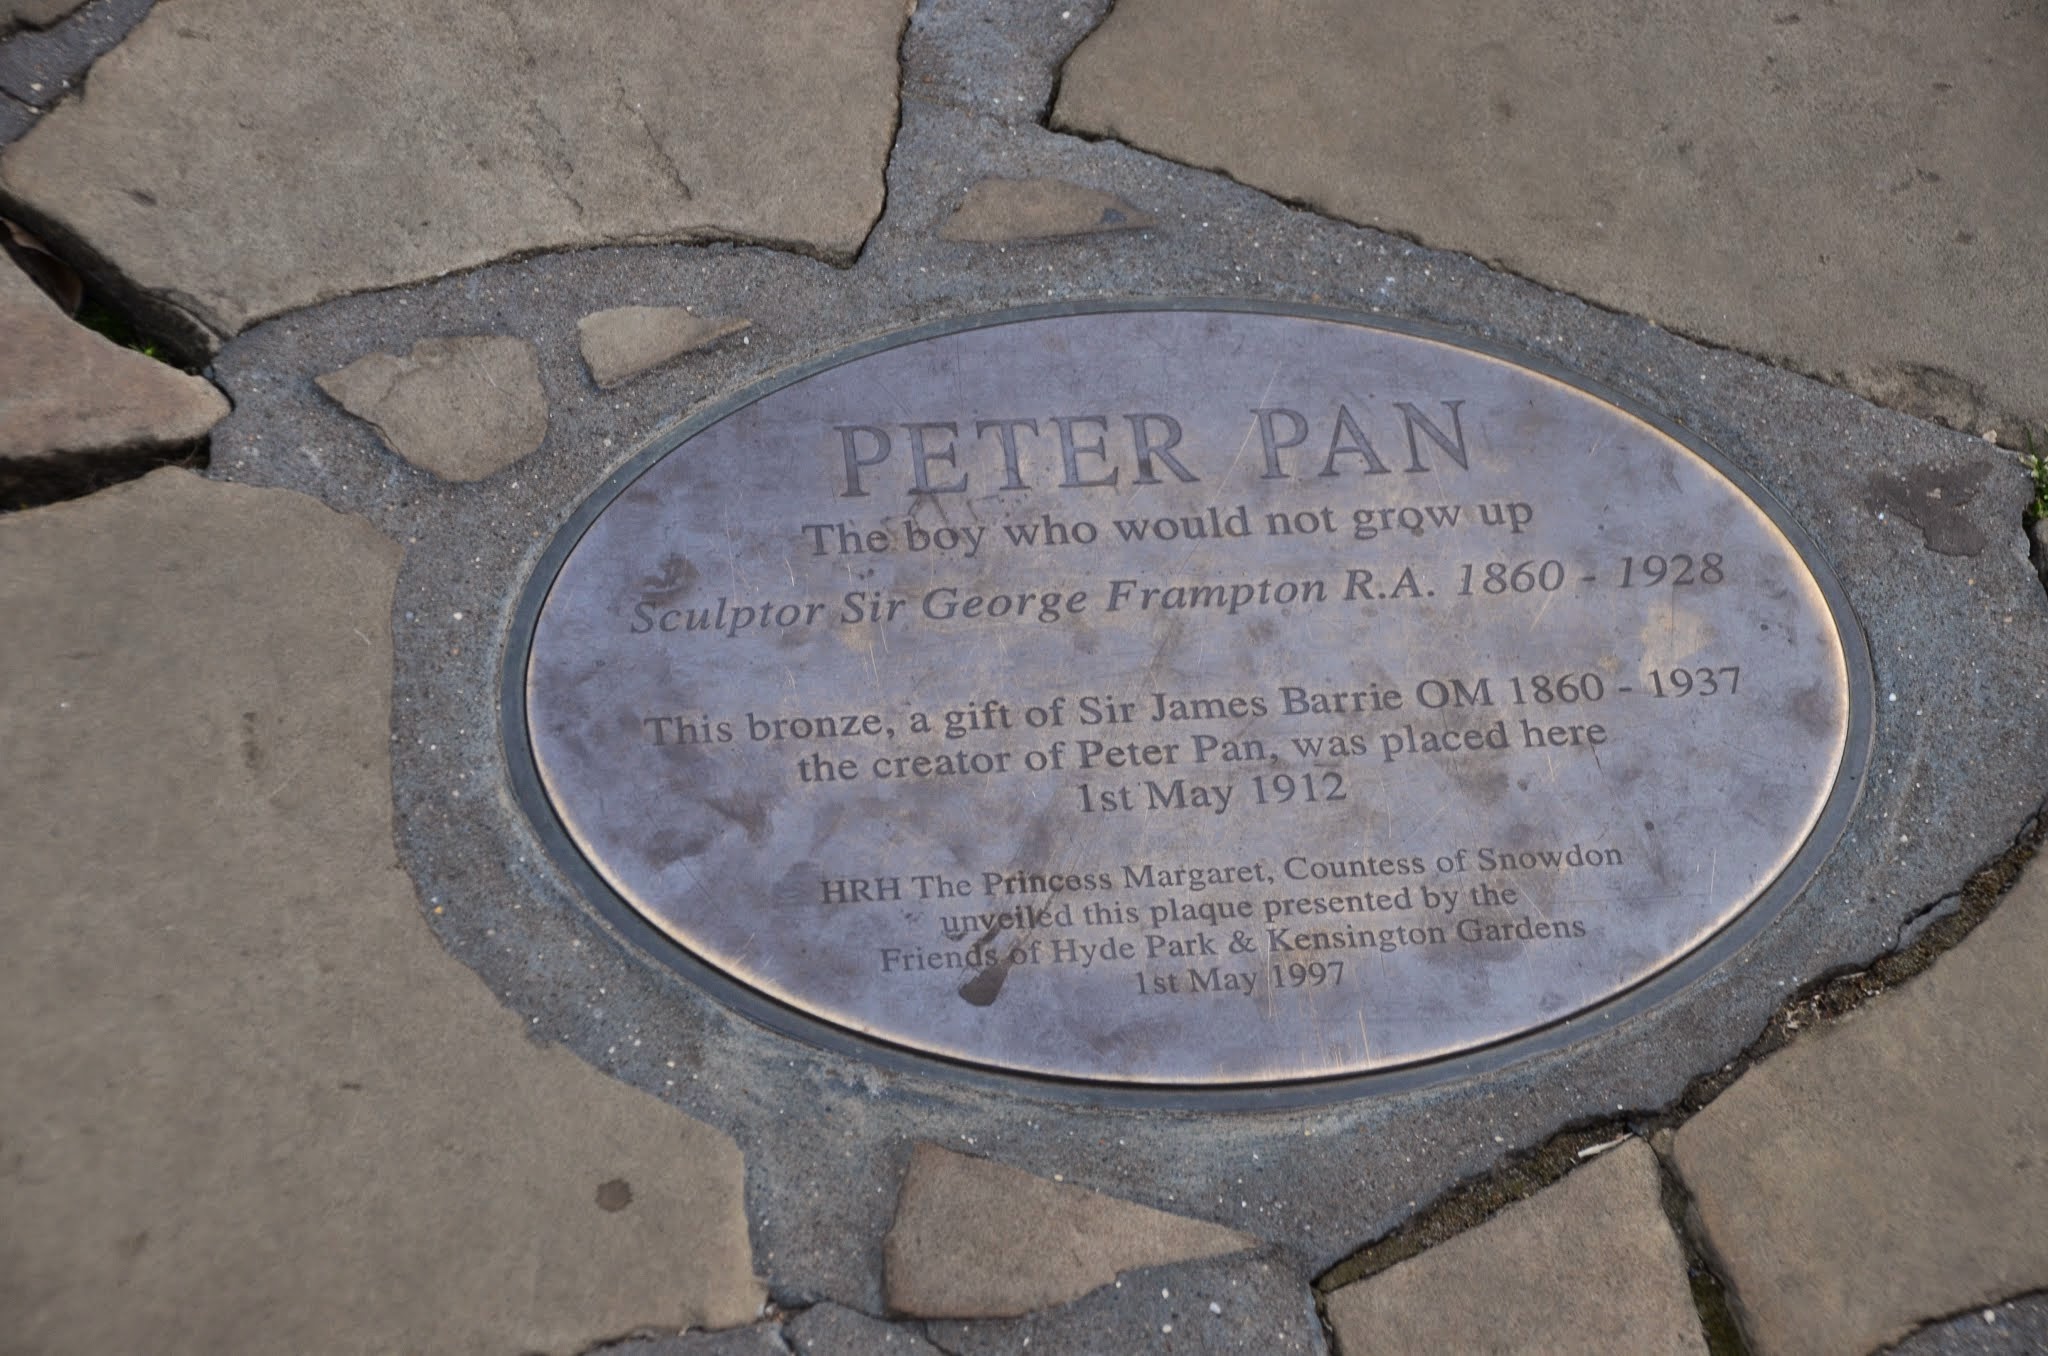 PETER PAN
The boy who would not grow up
Sculptor Sir George Frampton R.A. 1860 - 1928
This bronze, a gift of Sir James Barrie OM 1860 - 1937
the creator of Peter Pan, was placed here
1st May 1912
HRH The Princess Margaret, Countess of Snowdon
unveiled this plaque presented by the
Friends of Hyde Park & Kensington Gardens
1st May 1997